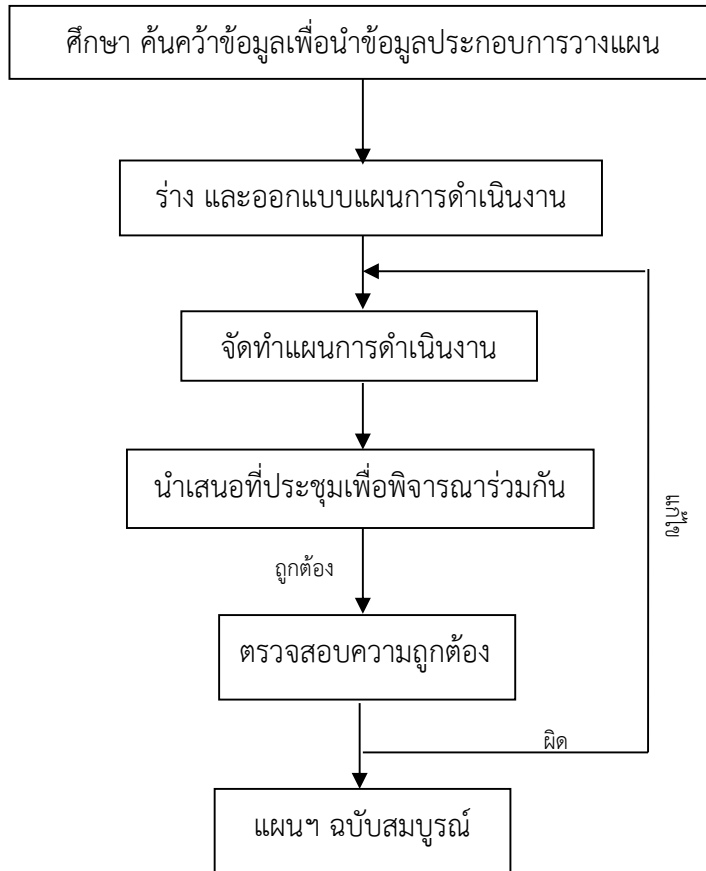 ศึกษา ค้นคว้าข้อมูลเพื่อนำข้อมูลประกอบการวางแผน
ร่าง และออกแบบแผนการดำเนินงาน
จัดทำแผนการดำเนินงาน
นำเสนอที่ประชุมเพื่อพิจารณาร่วมกัน
แก้ไข
ถูกต้อง
ตรวจสอบความถูกต้อง
ผิด
แผนฯ ฉบับสมบูรณ์